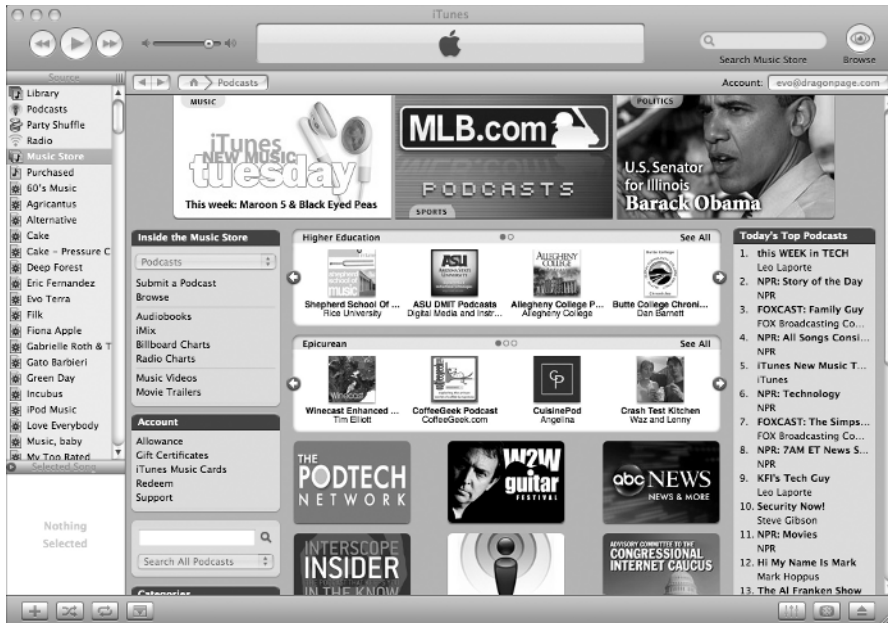 iTunes
Search Music Store
Browse
Source
Podcasts
Account: evo@dragonpage.com
Library
Podcasts
Party Shuffle
Radio
Music Store
Purchased
60's Music
Agricantus
Alternative
Cake
Cake – Pressure C
Deep Forest
Eric Fernandez
Evo Terra
Filk
Fiona Apple
Gabrielle Roth & T
Gato Barbieri
Green Day
Incubus
iPod Music
Love Everybody
Music, baby
My Top Rated
Selected Song
Nothing
Selected
MUSIC
iTunes
NEW MUSIC
tuesday
This week: Maroon 5 & Black Eyed Peas
MLB.com
PODCASTS
SPORTS
POLITICS
U.S. Senator
for Illinois
Barack Obama
Inside the Music Store
Podcasts
Submit a Podcast
Browse
Audiobooks
iMix
Billboard Charts
Radio Charts
Music Videos
Movie Trailers
Account
Allowance
Gift Certificates
iTunes Music Cards
Redeem
Support
Search All Podcasts
Categories
Higher Education
See All
shepherd
school of
music
Shepherd School Of ...
Rice University
ASU
ASU DMIT Podcasts
Digital Media and Instr...
ALLEGHENY
COLLEGE
Allegheny College P...
Allegheny College
Butte College Chroni...
Dan Barnett
Epicurean
See All
Winecast
Winecast Enhanced ...
Tim Elliott
CoffeeGeek Podcast
CoffeeGeek.com
CP
CuisinePod
Angelina
Crash Test Kitchen
Waz and Lenny
THE
PODTECH
NETWORK
W2W
guitar
FESTIVAL
abc NEWS
NEWS & MORE
INTERSCOPE
INSIDER
IN THE KNOW
ADVISORY COMMITTEE TO THE
CONGRESSIONAL
INTERNET CAUCUS
Today's Top Podcasts
1. this WEEK in TECH
Leo Laporte
2. NPR: Story of the Day
NPR
3. FOXCAST: Family Guy
FOX Broadcasting Co...
4. NPR: All Songs Consi...
NPR
5. iTunes New Music T...
iTunes
6. NPR: Technology
NPR
7. FOXCAST: The Simps...
FOX Broadcasting Co...
8. NPR: 7AM ET News S...
NPR
9. KFI's Tech Guy
Leo Laporte
10. Security Now!
Steve Gibson
11. NPR: Movies
NPR
12. Hi My Name Is Mark
Mark Hoppus
13. The Al Franken Show